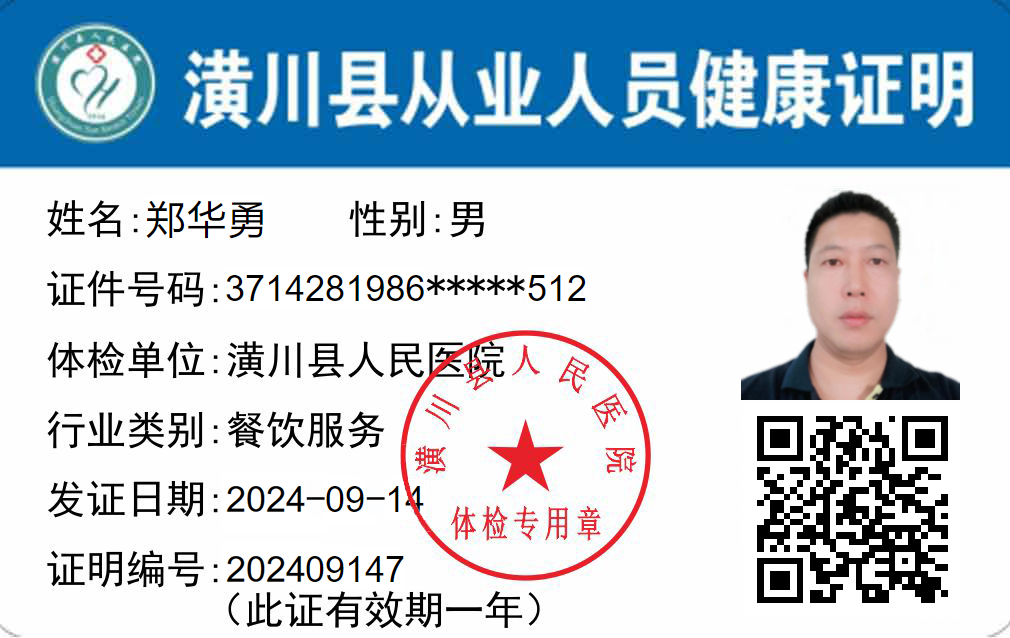 潢川县从业人员健康证明
姓名:郑华勇 性别:男
证件号码:3714281986*****512
体检单位:潢川县人民医院
行业类别:餐饮服务
发证日期:2024-09-14
证明编号:202409147
（此证有效期一年）
潢川县人民医院
体检专用章